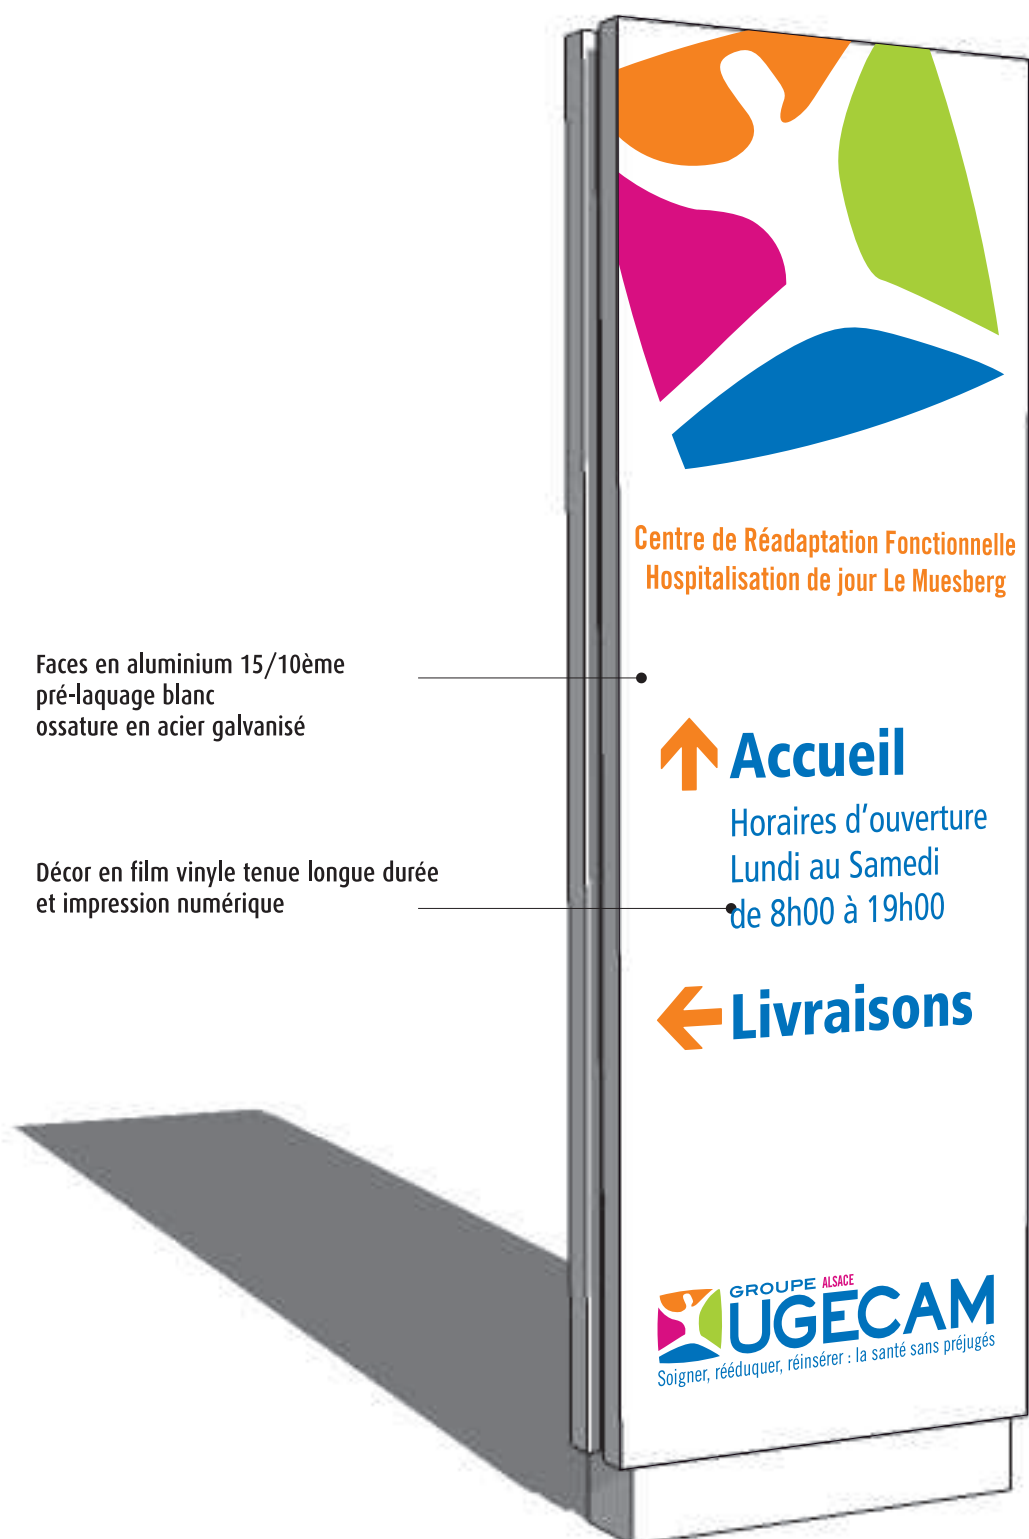 Centre de Réadaptation Fonctionnelle
Hospitalisation de jour Le Muesberg
Faces en aluminium 15/10ème
pré-laquage blanc
ossature en acier galvanisé
Accueil
Horaires d'ouverture
Lundi au Samedi
de 8h00 à 19h00
Décor en film vinyle tenue longue durée
et impression numérique
Livraisons
GROUPE ALSACE
UGECAM
Soigner, rééduquer, réinsérer : la santé sans préjugés